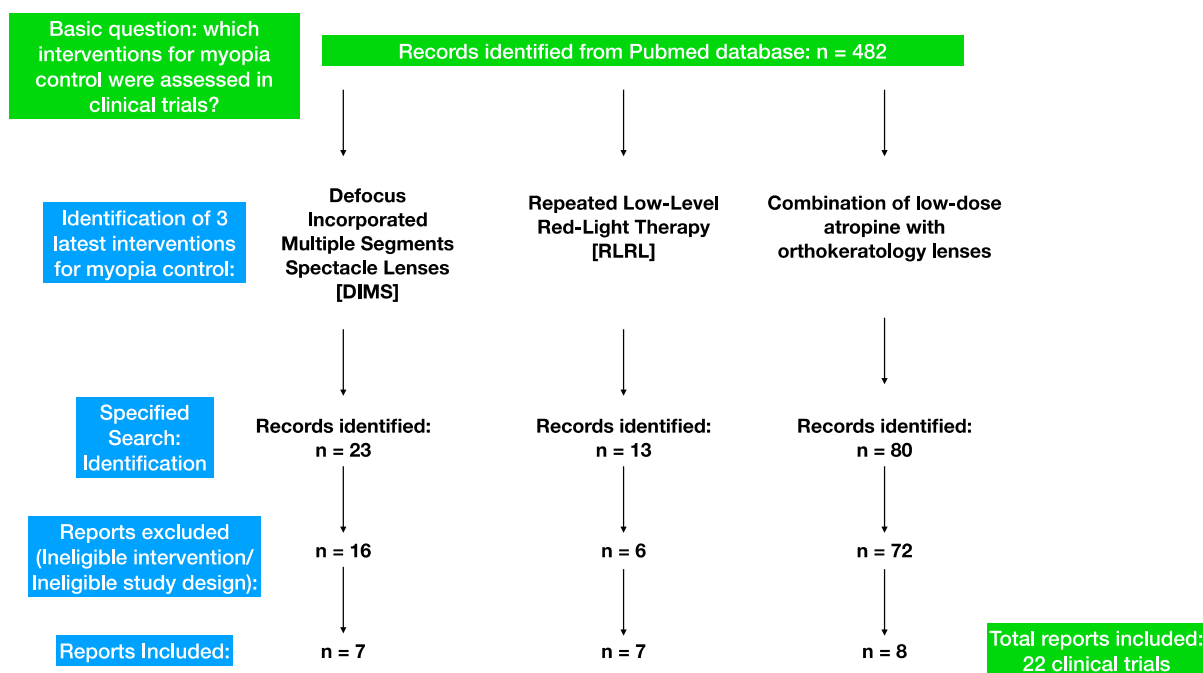 Basic question: which
interventions for myopia
control were assessed in
clinical trials?
Records identified from Pubmed database: n = 482
Identification of 3
latest interventions
for myopia control:
Defocus
Incorporated
Multiple Segments
Spectacle Lenses
[DIMS]
Repeated Low-Level
Red-Light Therapy
[RLRL]
Combination of low-dose
atropine with
orthokeratology lenses
Specified
Search:
Identification
Records identified:
n = 23
Records identified:
n = 13
Records identified:
n = 80
Reports excluded
(Ineligible intervention/
Ineligible study design):
n = 16
n = 6
n = 72
Reports Included:
n = 7
n = 7
n = 8
Total reports included:
22 clinical trials